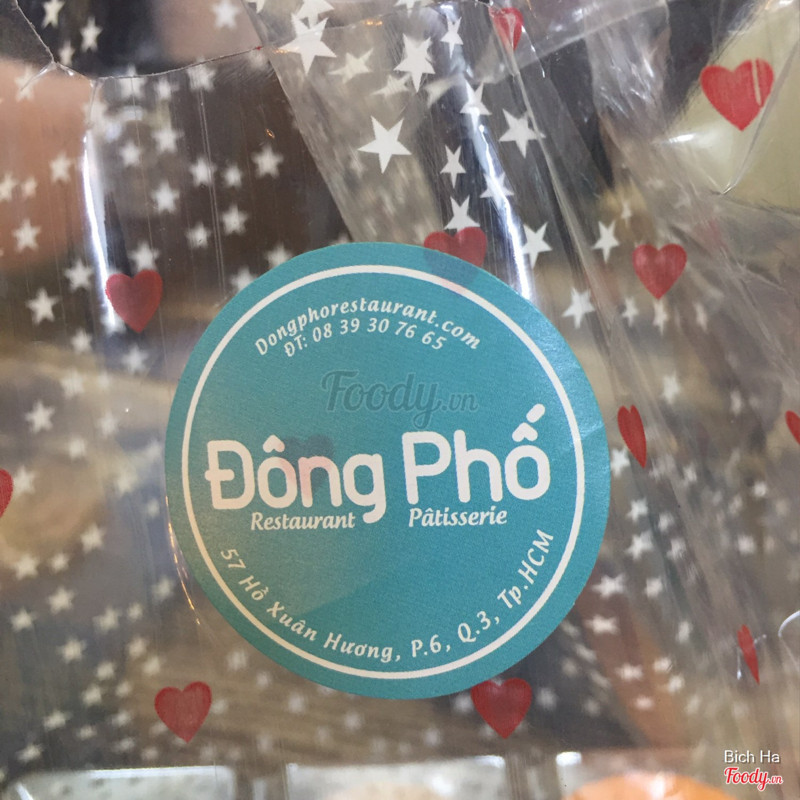 Dongphorestaurant.com
ĐT: 08 39 30 76 65
Foody.vn
Đông Phố
Restaurant Pâtisserie
57 Hồ Xuân Hương, P.6, Q.3, Tp.HCM
Bich Ha
Foody.vn